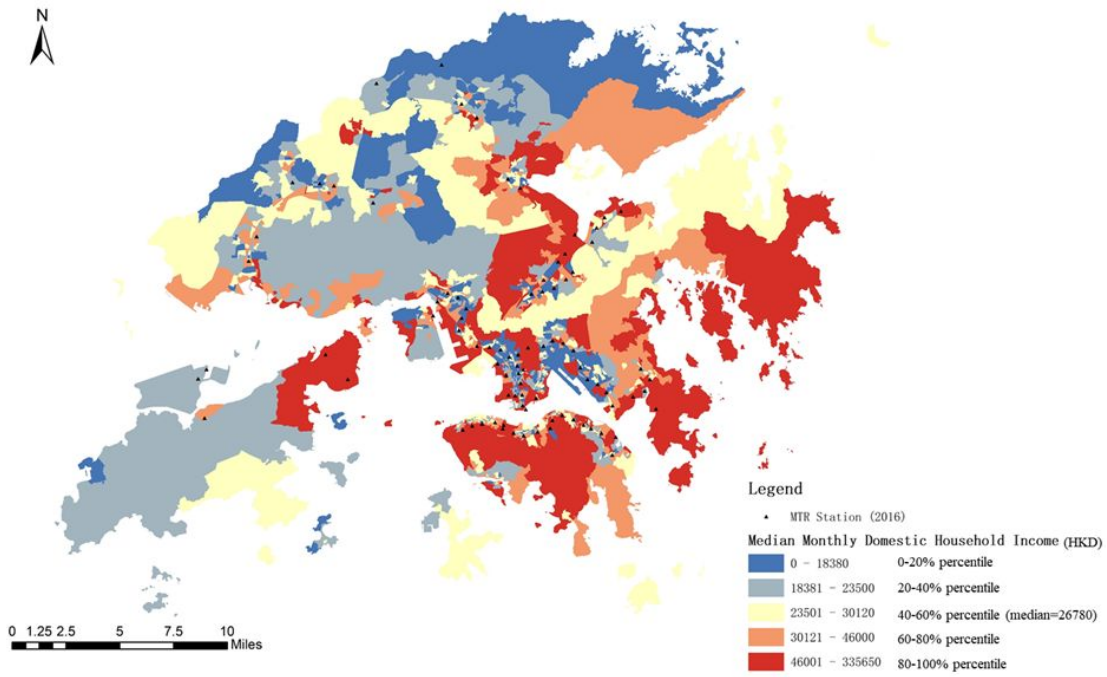 N
Legend
MTR Station (2016)
Median Monthly Domestic Household Income (HKD)
0 - 18380 0-20% percentile
18381 - 23500 20-40% percentile
23501 - 30120 40-60% percentile (median=26780)
30121 - 46000 60-80% percentile
46001 - 335650 80-100% percentile
0 1.25 2.5 5 7.5 10
Miles